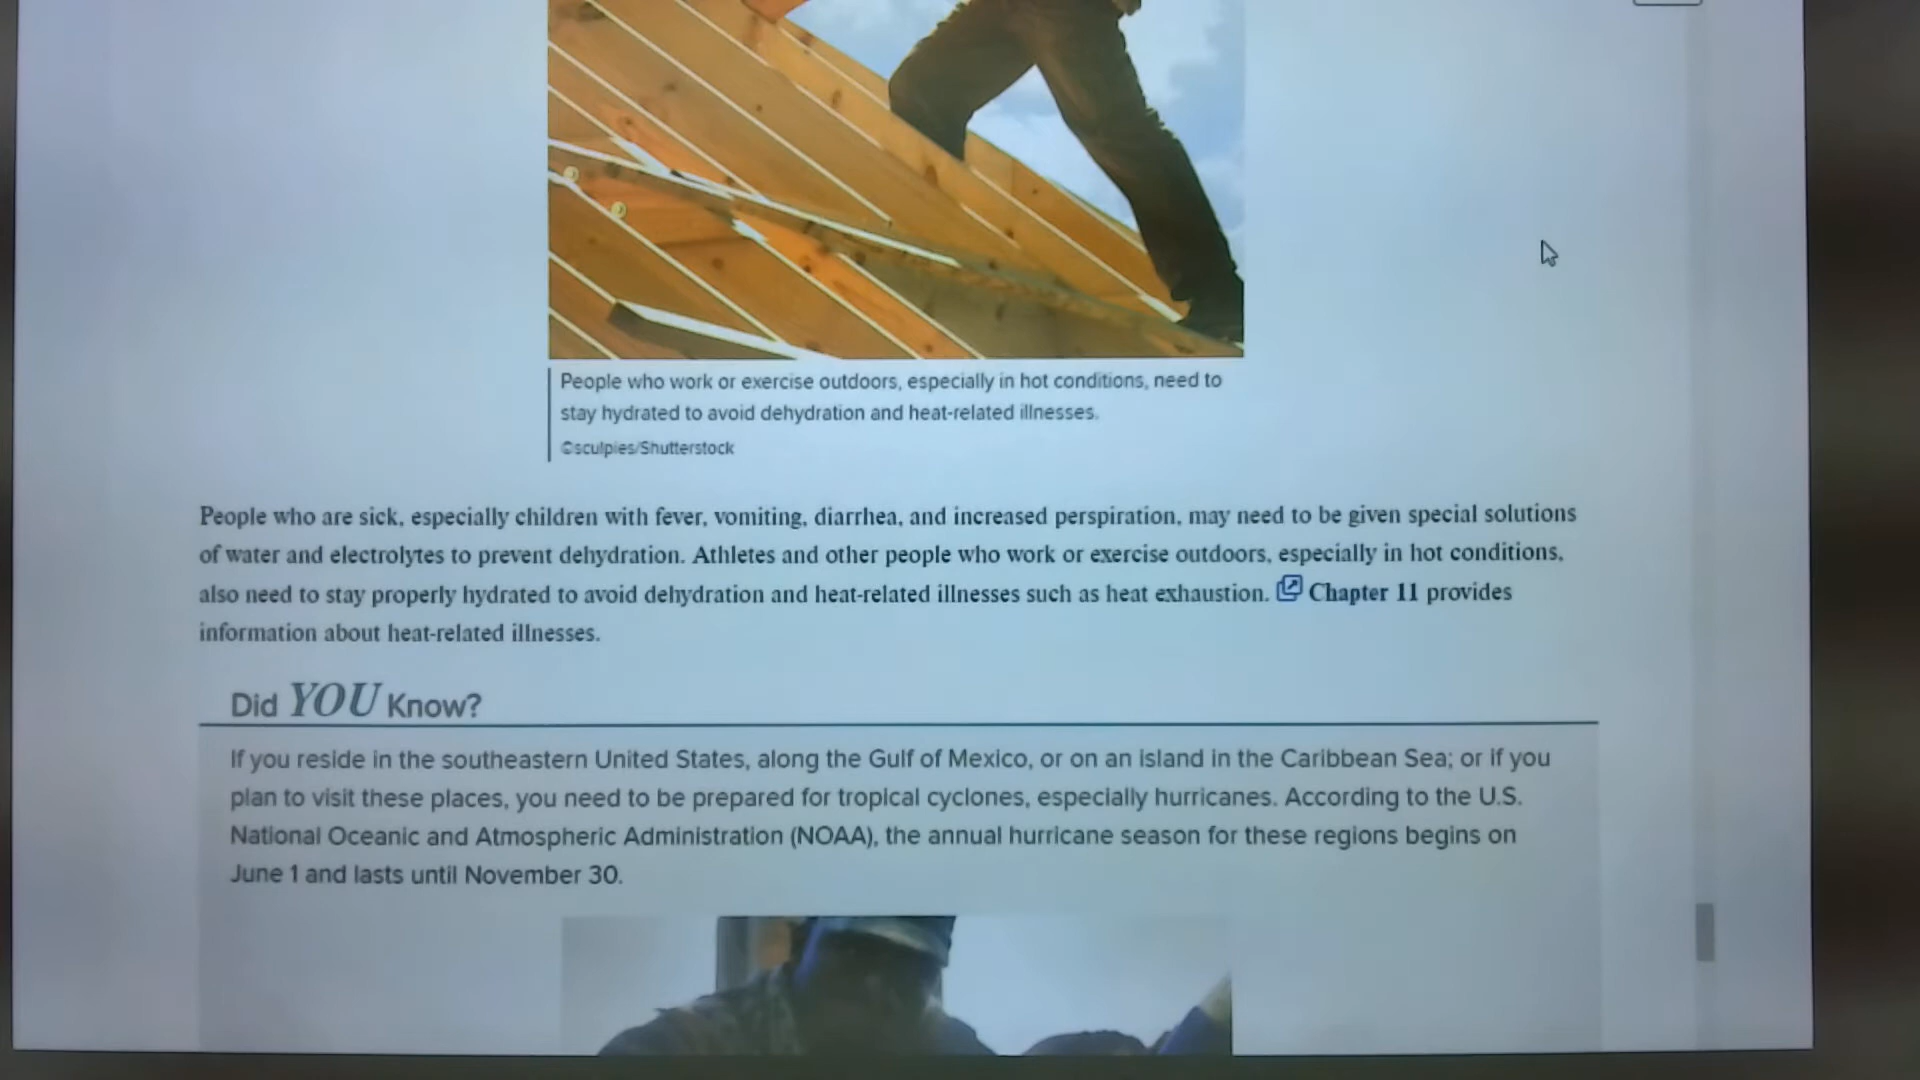 People who work or exercise outdoors, especially in hot conditions, need to
stay hydrated to avoid dehydration and heat-related illnesses.
©sculpies/Shutterstock
People who are sick, especially children with fever, vomiting, diarrhea, and increased perspiration, may need to be given special solutions
of water and electrolytes to prevent dehydration. Athletes and other people who work or exercise outdoors, especially in hot conditions,
also need to stay properly hydrated to avoid dehydration and heat-related illnesses such as heat exhaustion. Chapter 11 provides
information about heat-related illnesses.
Did YOU Know?
If you reside in the southeastern United States, along the Gulf of Mexico, or on an island in the Caribbean Sea; or if you
plan to visit these places, you need to be prepared for tropical cyclones, especially hurricanes. According to the U.S.
National Oceanic and Atmospheric Administration (NOAA), the annual hurricane season for these regions begins on
June 1 and lasts until November 30.